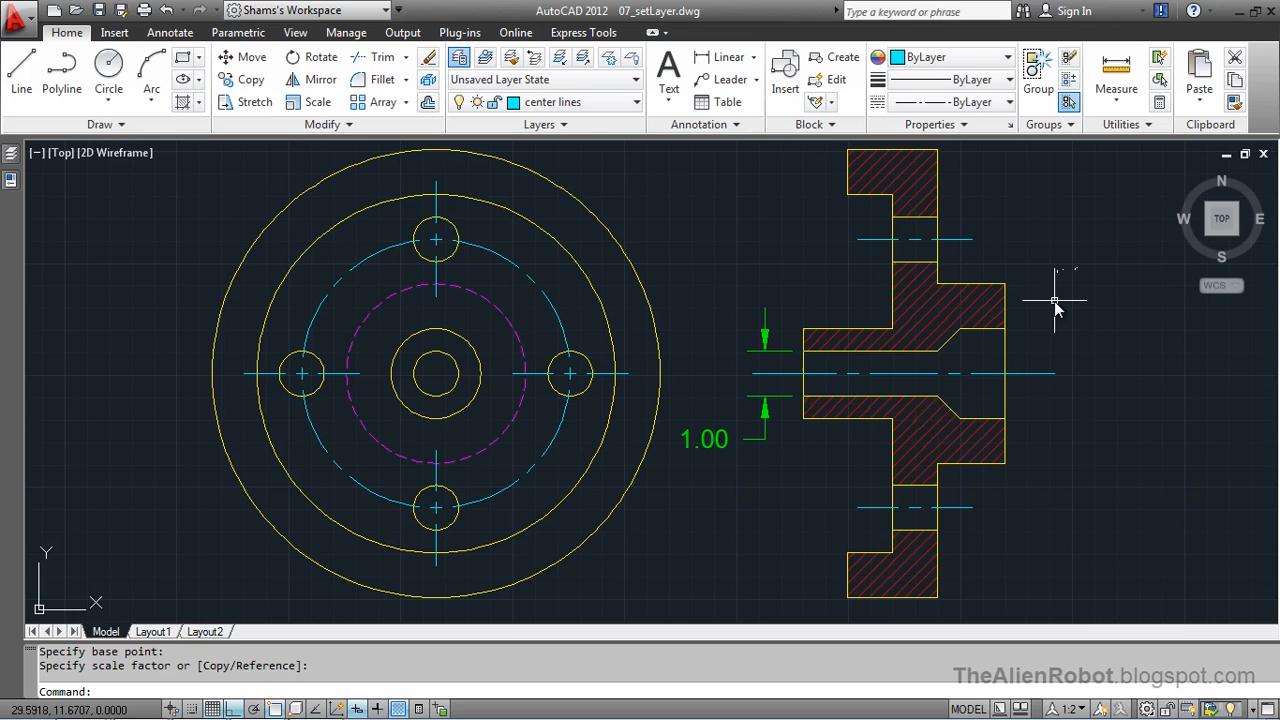 Shams's Workspace
AutoCAD 2012 07_setLayer.dwg
Type a keyword or phrase
Sign In
Home Insert Annotate Parametric View Manage Output Plug-ins Online Express Tools
Line
Polyline
Circle
Arc
Draw
Move
Copy
Stretch
Rotate
Mirror
Scale
Trim
Fillet
Array
Modify
Unsaved Layer State
center lines
Layers
Text
Linear
Leader
Table
Annotation
Insert
Create
Edit
Block
ByLayer
ByLayer
ByLayer
Properties
Group
Groups
Measure
Utilities
Paste
Clipboard
[−] [Top] [2D Wireframe]
N
W TOP E
S
WCS
1.00
Y
X
Model Layout1 Layout2
Specify base point:
Specify scale factor or [Copy/Reference]:
Command:
TheAlienRobot.blogspot.com
29.5918, 11.6707, 0.0000
MODEL
1:2